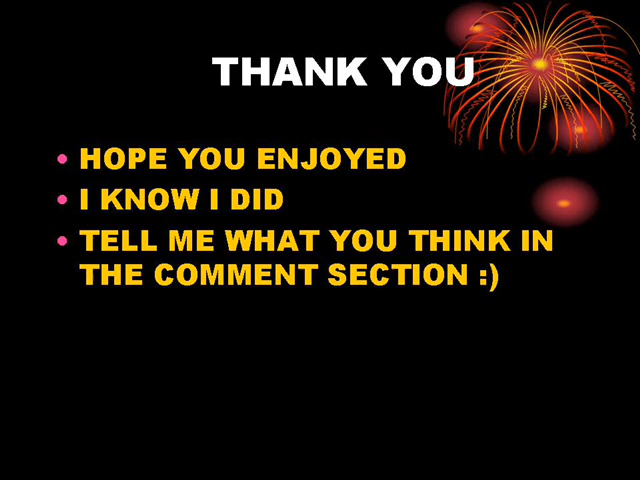 THANK YOU
• HOPE YOU ENJOYED
• I KNOW I DID
• TELL ME WHAT YOU THINK IN
THE COMMENT SECTION :)